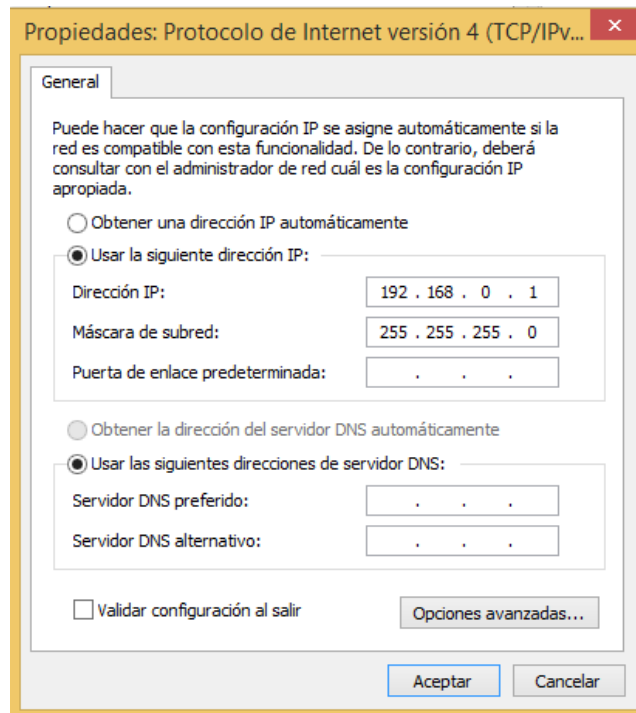 Propiedades: Protocolo de Internet versión 4 (TCP/IPv...
General
Puede hacer que la configuración IP se asigne automáticamente si la
red es compatible con esta funcionalidad. De lo contrario, deberá
consultar con el administrador de red cuál es la configuración IP
apropiada.
Obtener una dirección IP automáticamente
Usar la siguiente dirección IP:
Dirección IP: 192 . 168 . 0 . 1
Máscara de subred: 255 . 255 . 255 . 0
Puerta de enlace predeterminada: . . .
Obtener la dirección del servidor DNS automáticamente
Usar las siguientes direcciones de servidor DNS:
Servidor DNS preferido: . . .
Servidor DNS alternativo: . . .
Validar configuración al salir
Opciones avanzadas...
Aceptar Cancelar